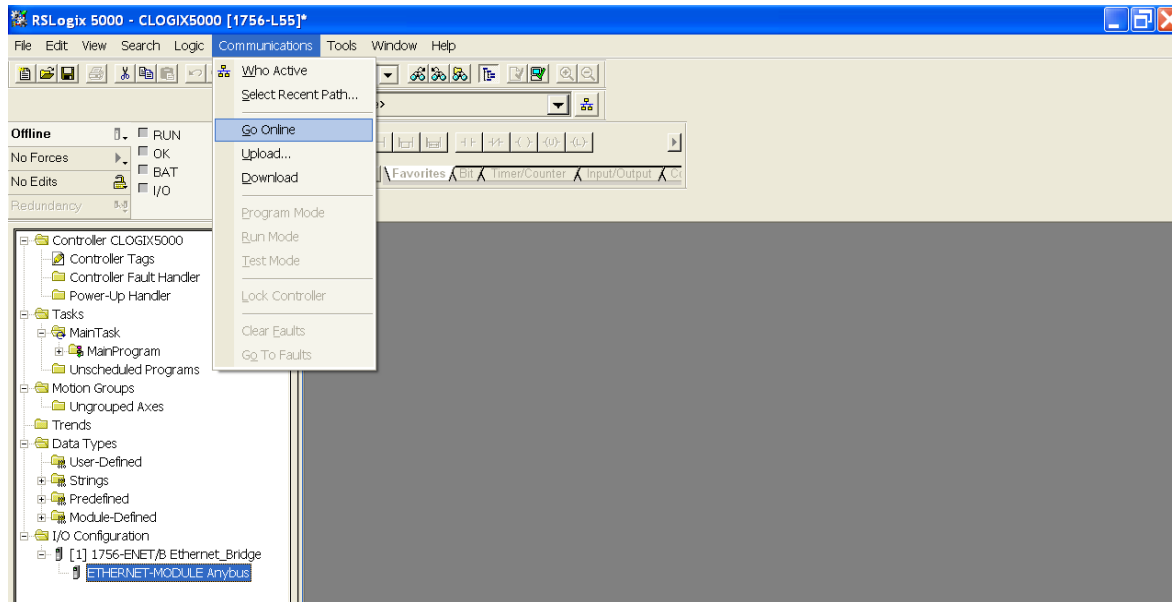 RSLogix 5000 - CLOGIX5000 [1756-L55]*
File Edit View Search Logic Communications Tools Window Help
Who Active
Select Recent Path...
Go Online
Upload...
Download
Program Mode
Run Mode
Test Mode
Lock Controller
Clear Faults
Go To Faults
Offline RUN
No Forces OK
BAT
No Edits I/O
Redundancy
Favorites Bit Timer/Counter Input/Output
Controller CLOGIX5000
Controller Tags
Controller Fault Handler
Power-Up Handler
Tasks
MainTask
MainProgram
Unscheduled Programs
Motion Groups
Ungrouped Axes
Trends
Data Types
User-Defined
Strings
Predefined
Module-Defined
I/O Configuration
[1] 1756-ENET/B Ethernet_Bridge
ETHERNET-MODULE Anybus